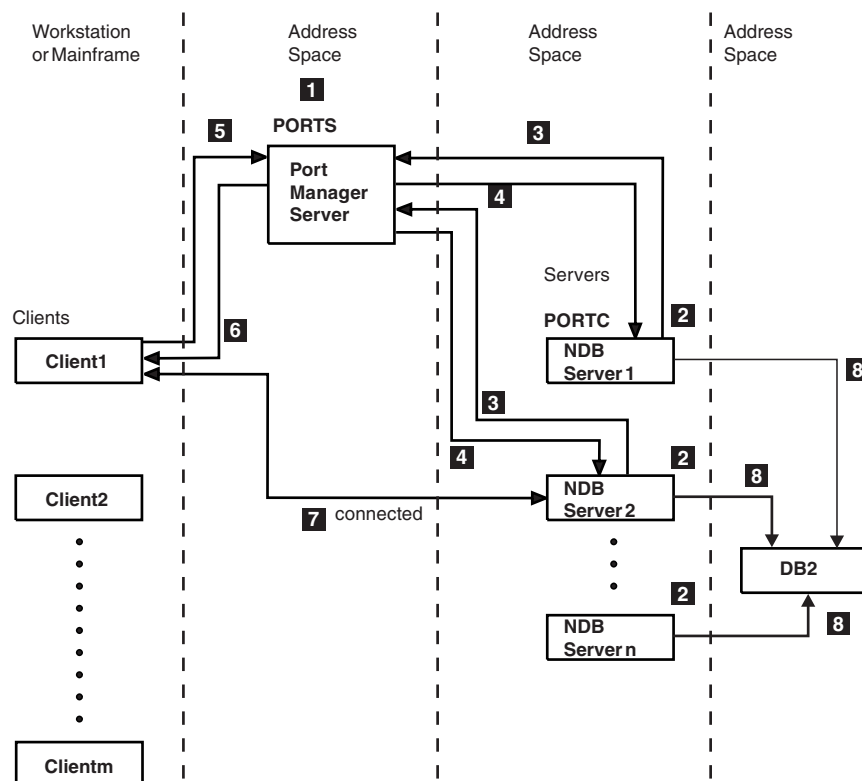 Workstation
or Mainframe
Address
Space
Address
Space
Address
Space
1
PORTS
5
3
Port
Manager
Server
4
Servers
Clients
6
PORTC
2
Client1
NDB
Server 1
8
3
4
2
Client2
NDB
Server 2
8
7 connected
DB2
2
8
NDB
Server n
Clientm